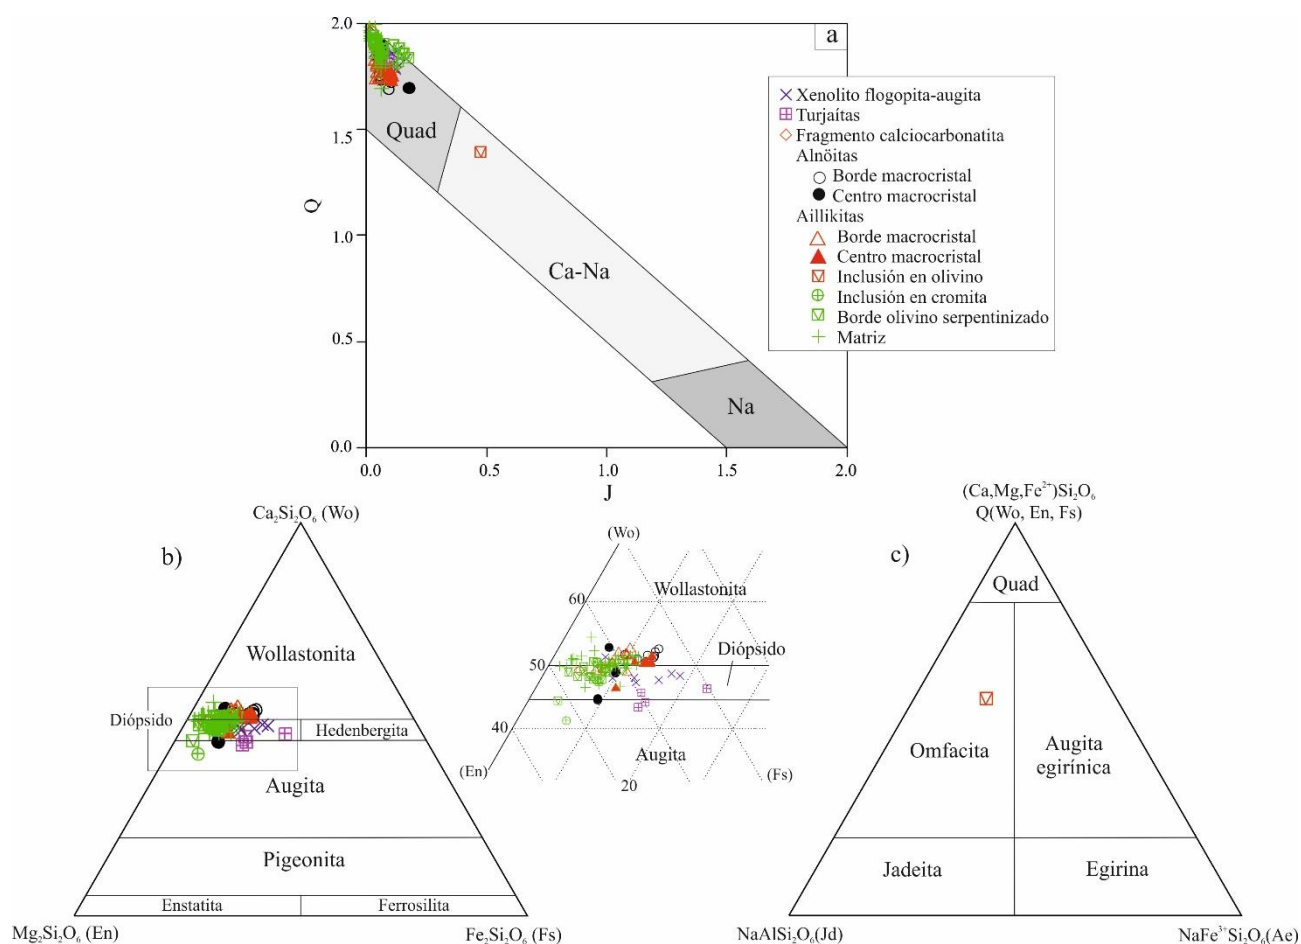 2.0
a
Xenolito flogopita-augita
Turjaítas
Fragmento calciocarbonatita
Alnöitas
Borde macrocristal
Centro macrocristal
Aillikitas
Borde macrocristal
Centro macrocristal
Inclusión en olivino
Inclusión en cromita
Borde olivino serpentinizado
Matriz
Quad
1.5
Q
1.0
Ca-Na
0.5
Na
0.0
0.0 0.5 1.0 1.5 2.0
J
Ca₂Si₂O₆ (Wo)
b)
Wollastonita
Diópsido
Hedenbergita
Augita
Pigeonita
Enstatita
Ferrosilita
Mg₂Si₂O₆ (En)
Fe₂Si₂O₆ (Fs)
(Wo)
Wollastonita
60
Diópsido
50
40
Augita
(En)
20
(Fs)
(Ca,Mg,Fe²⁺)Si₂O₆
Q(Wo, En, Fs)
c)
Quad
Omfacita
Augita
egirínica
Jadeita
Egirina
NaAlSi₂O₆(Jd)
NaFe³⁺Si₂O₆(Ae)